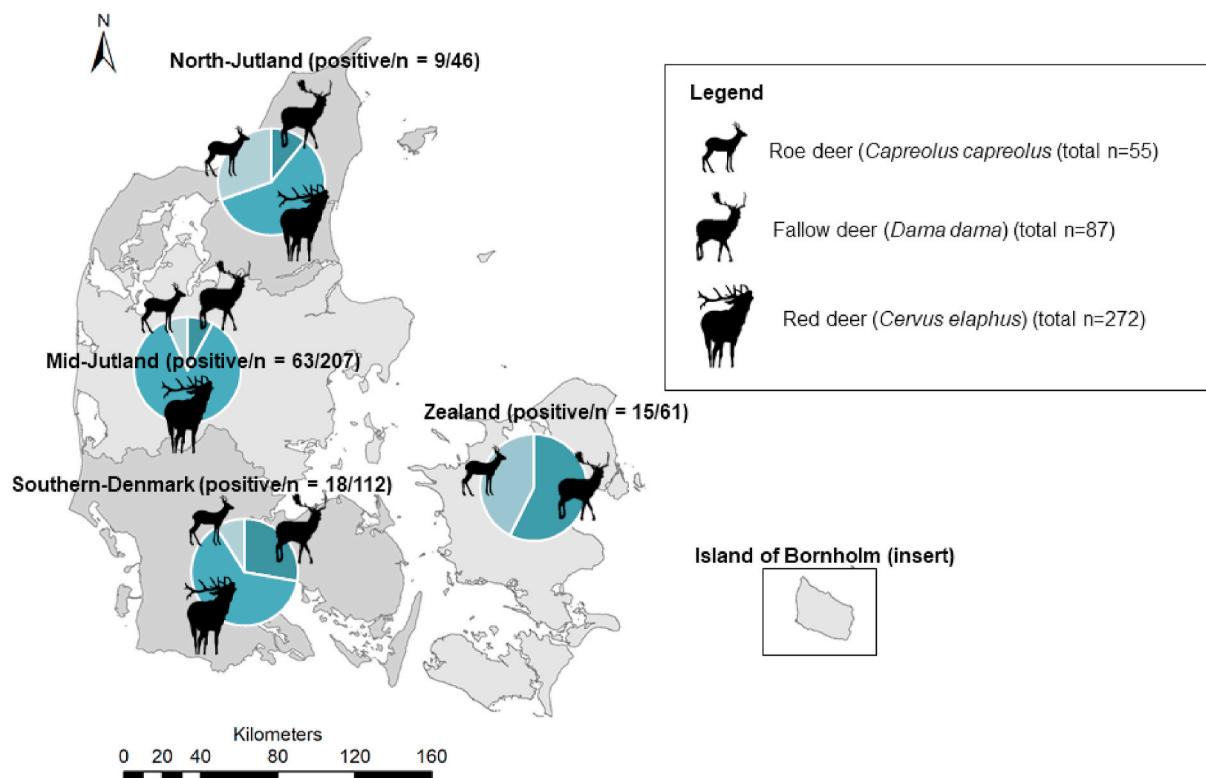 N
North-Jutland (positive/n = 9/46)
Mid-Jutland (positive/n = 63/207)
Zealand (positive/n = 15/61)
Southern-Denmark (positive/n = 18/112)
Legend
Roe deer (Capreolus capreolus (total n=55)
Fallow deer (Dama dama) (total n=87)
Red deer (Cervus elaphus) (total n=272)
Island of Bornholm (insert)
Kilometers
0 20 40 80 120 160